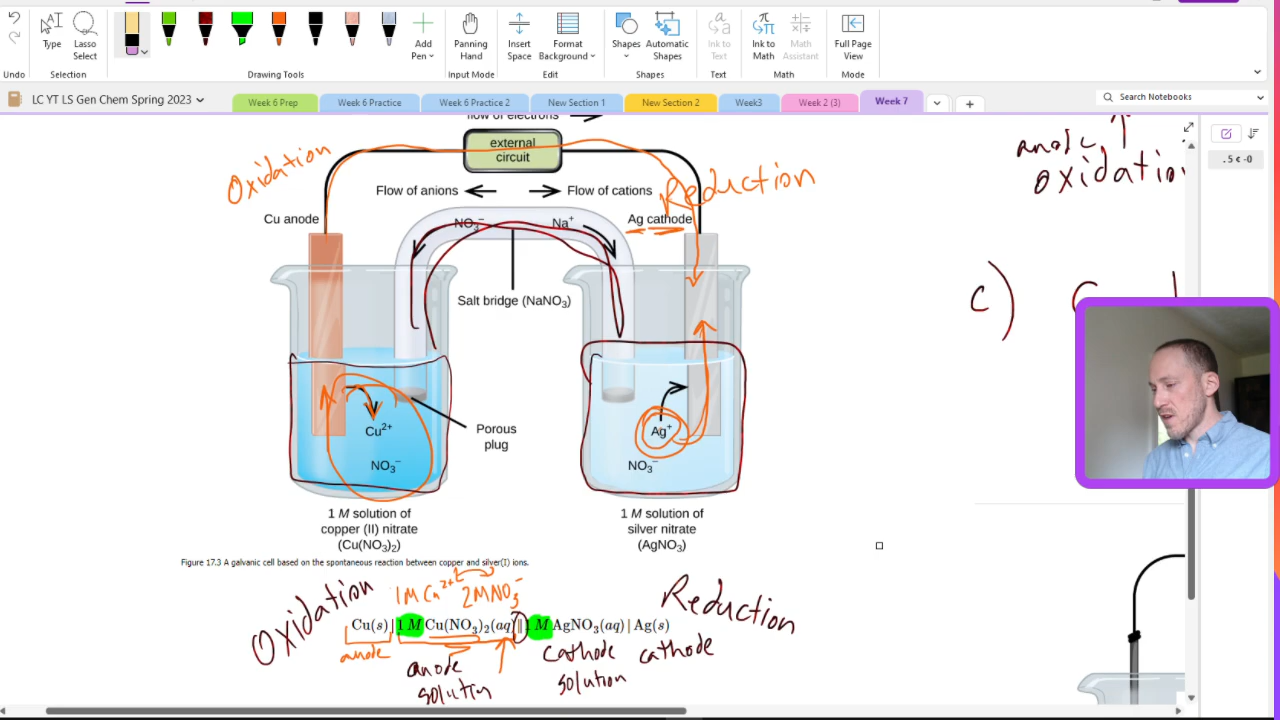 Undo
Type
Lasso
Select
Selection
Drawing Tools
Add
Pen
Panning
Hand
Input Mode
Insert
Space
Format
Background
Edit
Shapes
Automatic
Shapes
Shapes
Ink to
Text
Text
Ink to
Math
Math
Assistant
Math
Full Page
View
Mode
LC YT LS Gen Chem Spring 2023
Week 6 Prep
Week 6 Practice
Week 6 Practice 2
New Section 1
New Section 2
Week3
Week 2 (3)
Week 7
Search Notebooks
flow of electrons
external
circuit
Oxidation
Flow of anions
Flow of cations
Reduction
Cu anode
NO₃⁻
Na⁺
Ag cathode
Salt bridge (NaNO₃)
Cu²⁺
NO₃⁻
Porous
plug
Ag⁺
NO₃⁻
1 M solution of
copper (II) nitrate
(Cu(NO₃)₂)
1 M solution of
silver nitrate
(AgNO₃)
Figure 17.3 A galvanic cell based on the spontaneous reaction between copper and silver(I) ions.
Oxidation
1M Cu²⁺ 2M NO₃⁻
Reduction
Cu(s) | 1 M Cu(NO₃)₂(aq) || 1 M AgNO₃(aq) | Ag(s)
anode
anode
solution
cathode
solution
cathode
anode
oxidation
c)